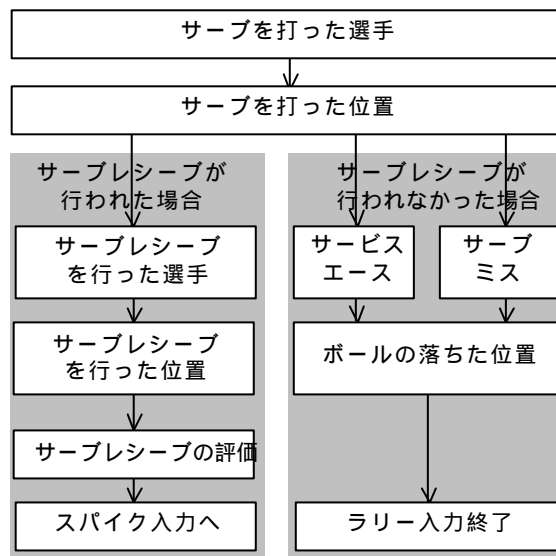 サーブを打った選手
サーブを打った位置
サーブレシーブが
行われた場合
サーブレシーブ
を行った選手
サーブレシーブ
を行った位置
サーブレシーブの評価
スパイク入力へ
サーブレシーブが
行われなかった場合
サービス
エース
サーブ
ミス
ボールの落ちた位置
ラリー入力終了